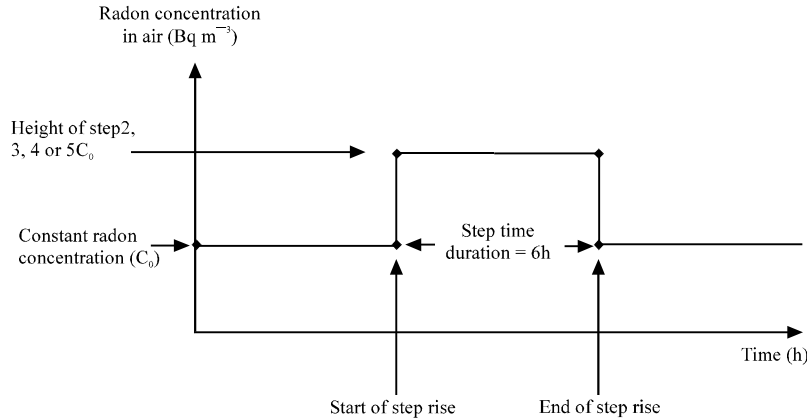 Radon concentration
in air (Bq m⁻³)
Height of step2,
3, 4 or 5C₀
Constant radon
concentration (C₀)
Step time
duration = 6h
Time (h)
Start of step rise
End of step rise